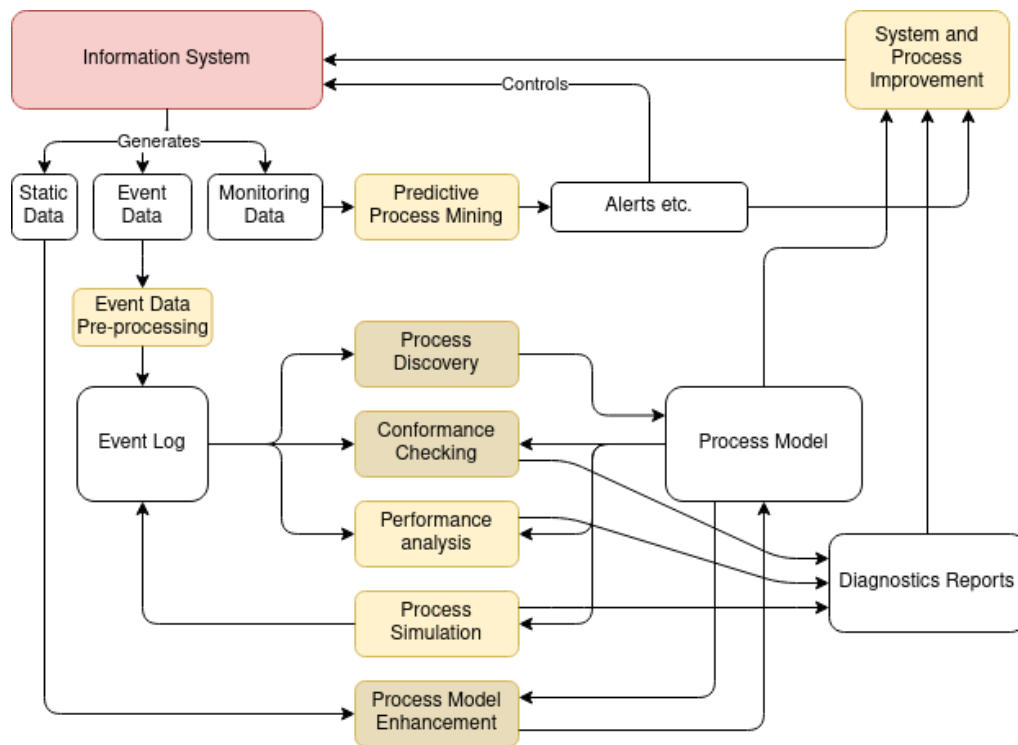 Information System
System and
Process
Improvement
Controls
Generates
Static
Data
Event
Data
Monitoring
Data
Predictive
Process Mining
Alerts etc.
Event Data
Pre-processing
Process
Discovery
Event Log
Conformance
Checking
Process Model
Performance
analysis
Diagnostics Reports
Process
Simulation
Process Model
Enhancement